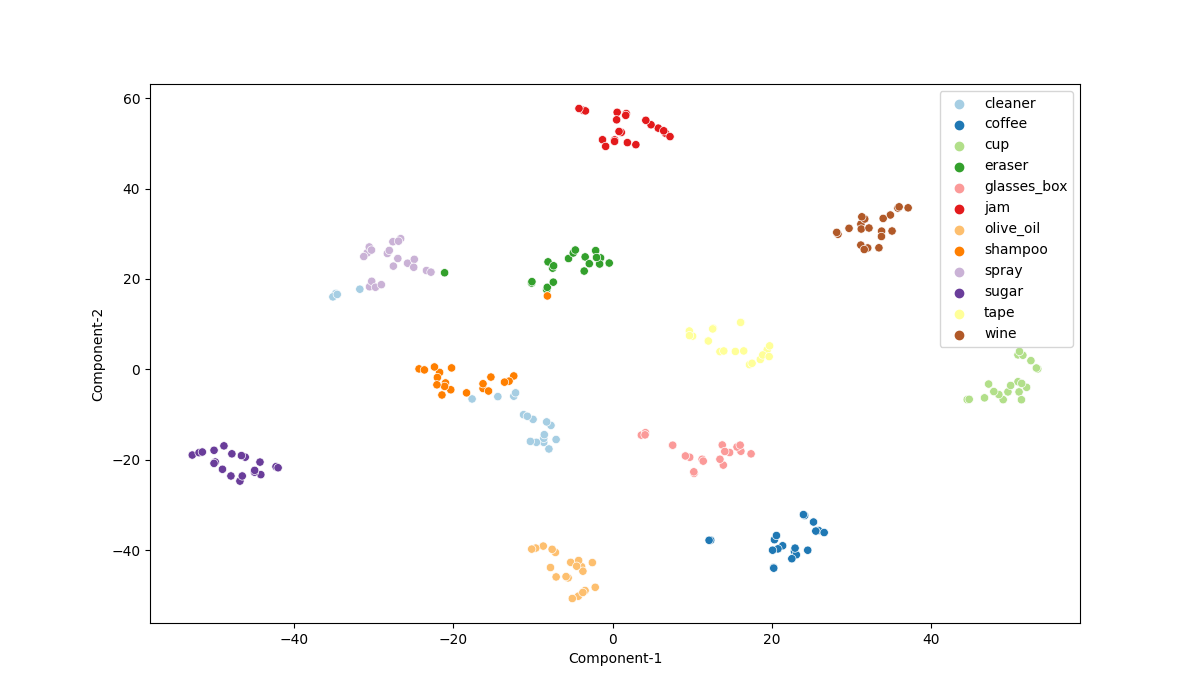 60
40
20
0
−20
−40
Component-2
−40
−20
0
20
40
Component-1
cleaner
coffee
cup
eraser
glasses_box
jam
olive_oil
shampoo
spray
sugar
tape
wine